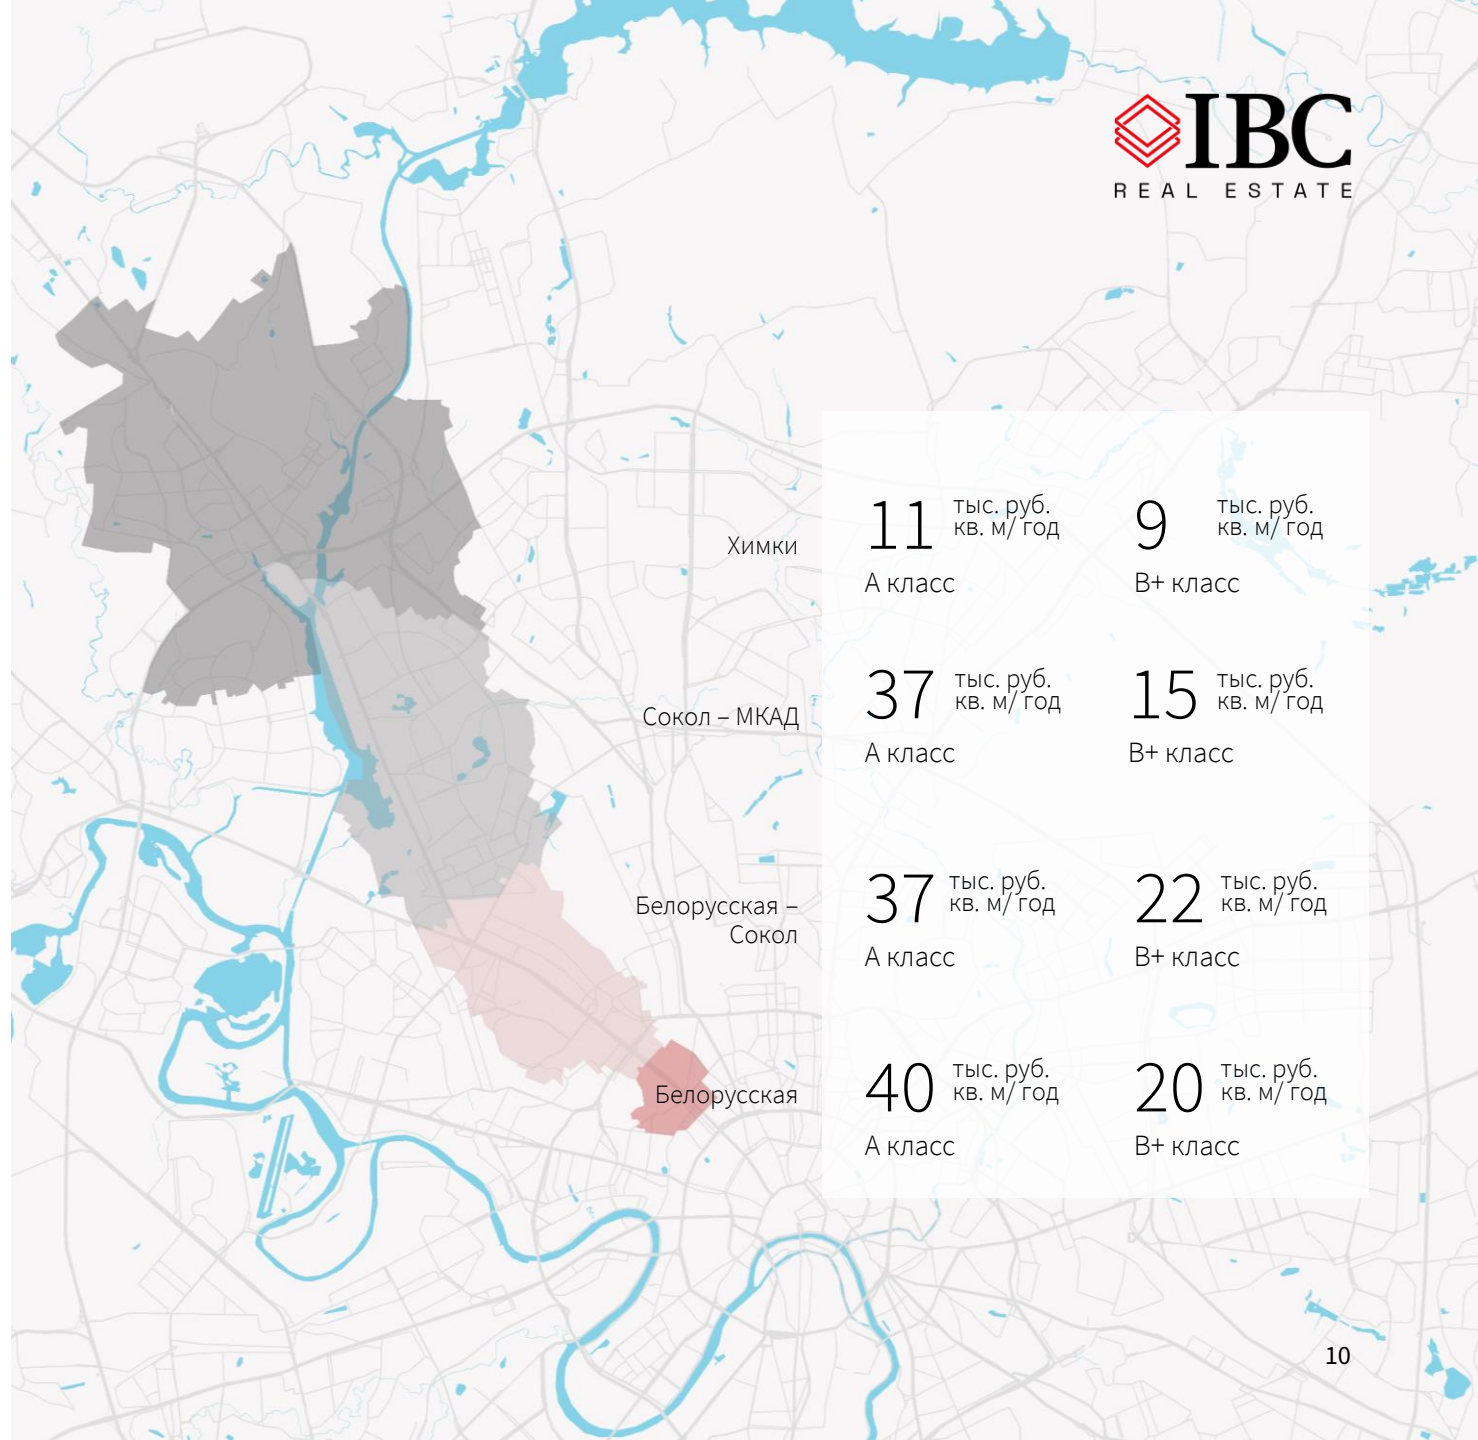 IBC
REAL ESTATE
Химки
11 тыс. руб.
кв. м/ год
А класс
9 тыс. руб.
кв. м/ год
В+ класс
Сокол – МКАД
37 тыс. руб.
кв. м/ год
А класс
15 тыс. руб.
кв. м/ год
В+ класс
Белорусская –
Сокол
37 тыс. руб.
кв. м/ год
А класс
22 тыс. руб.
кв. м/ год
В+ класс
Белорусская
40 тыс. руб.
кв. м/ год
А класс
20 тыс. руб.
кв. м/ год
В+ класс
10